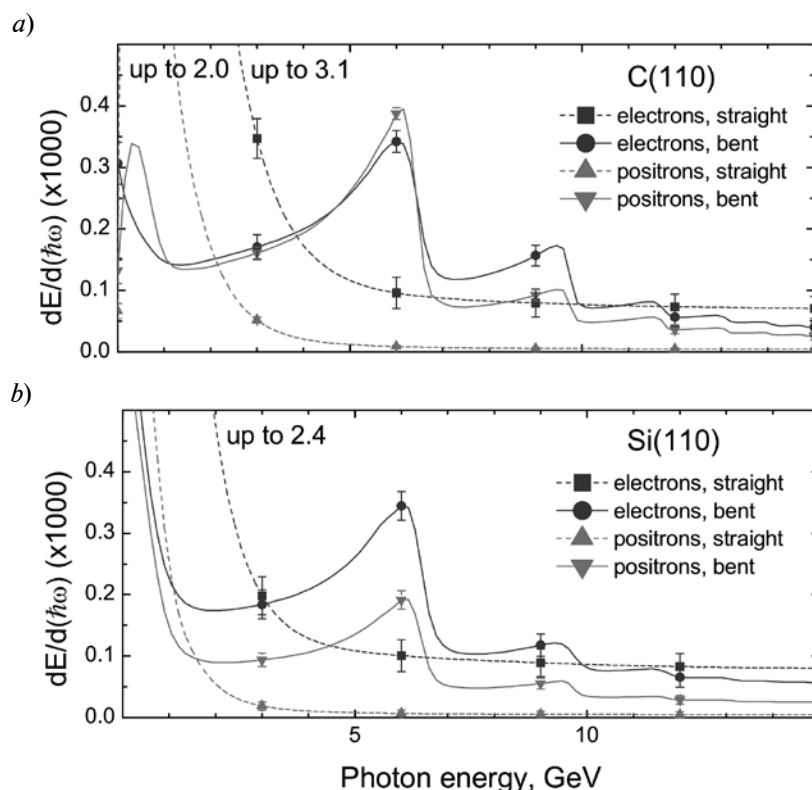 a)
up to 2.0 up to 3.1
C(110)
electrons, straight
electrons, bent
positrons, straight
positrons, bent
0.4
0.3
0.2
0.1
0.0
dE/d(ħω) (x1000)
b)
up to 2.4
Si(110)
electrons, straight
electrons, bent
positrons, straight
positrons, bent
0.4
0.3
0.2
0.1
0.0
dE/d(ħω) (x1000)
5 10
Photon energy, GeV